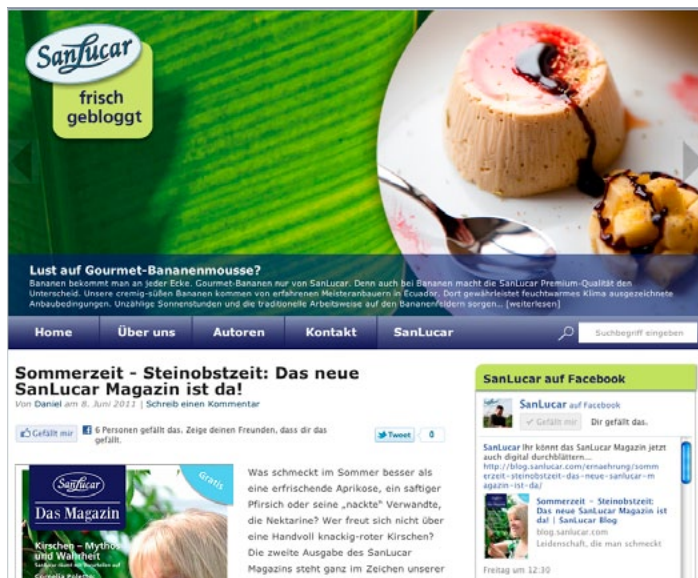 SanLucar
frisch
gebloggt
Lust auf Gourmet-Bananenmousse?
Bananen bekommt man an jeder Ecke. Gourmet-Bananen nur von SanLucar. Denn auch bei Bananen macht die SanLucar Premium-Qualität den
Unterscheid. Unsere cremig-süßen Bananen kommen von erfahrenen Meisteranbauern in Ecuador. Dort gewährleistet feuchtwarmes Klima ausgezeichnete
Anbaubedingungen. Unzählige Sonnenstunden und die traditionelle Arbeitsweise auf den Bananenfeldern sorgen... [weiterlesen]
Home Über uns Autoren Kontakt SanLucar Suchbegriff eingeben
Sommerzeit - Steinobstzeit: Das neue
SanLucar Magazin ist da!
Von Daniel am 8. Juni 2011 | Schreib einen Kommentar
Gefällt mir 6 Personen gefällt das. Zeige deinen Freunden, dass dir das
gefällt.
Tweet 0
SanLucar
Das Magazin
Gratis
Kirschen – Mythos
und Wahrheit
Was schmeckt im Sommer besser als
eine erfrischende Aprikose, ein saftiger
Pfirsich oder seine „nackte“ Verwandte,
die Nektarine? Wer freut sich nicht über
eine Handvoll knackig-roter Kirschen?
Die zweite Ausgabe des SanLucar
Magazins steht ganz im Zeichen unserer
SanLucar auf Facebook
SanLucar auf Facebook
Gefällt mir Dir gefällt das.
SanLucar Ihr könnt das SanLucar Magazin jetzt
auch digital durchblättern...
http://blog.sanlucar.com/ernaehrung/somm
erzeit-steinobstzeit-das-neue-sanlucar-m
agazin-ist-da/
Sommerzeit – Steinobstzeit:
Das neue SanLucar Magazin ist
da! | SanLucar Blog
blog.sanlucar.com
Leidenschaft, die man schmeckt
Freitag um 12:30